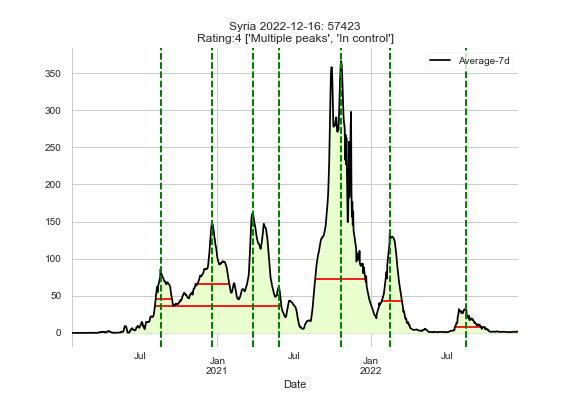 Syria 2022-12-16: 57423
Rating:4 ['Multiple peaks', 'In control']
Average-7d
350
300
250
200
150
100
50
0
Jul
Jan
2021
Jul
Jan
2022
Jul
Date